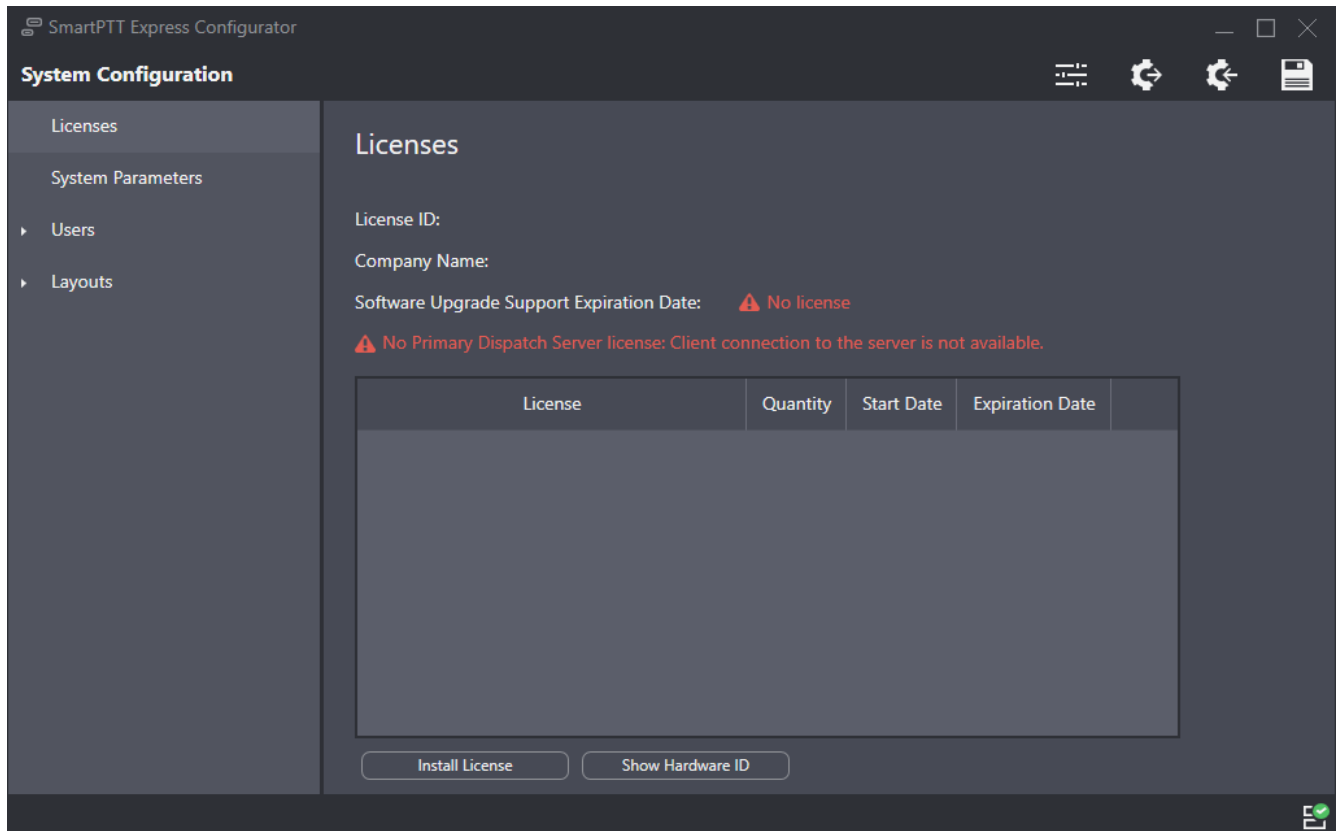 SmartPTT Express Configurator
System Configuration
Licenses
System Parameters
Users
Layouts
Licenses
License ID:
Company Name:
Software Upgrade Support Expiration Date: No license
No Primary Dispatch Server license: Client connection to the server is not available.
License Quantity Start Date Expiration Date
Install License Show Hardware ID